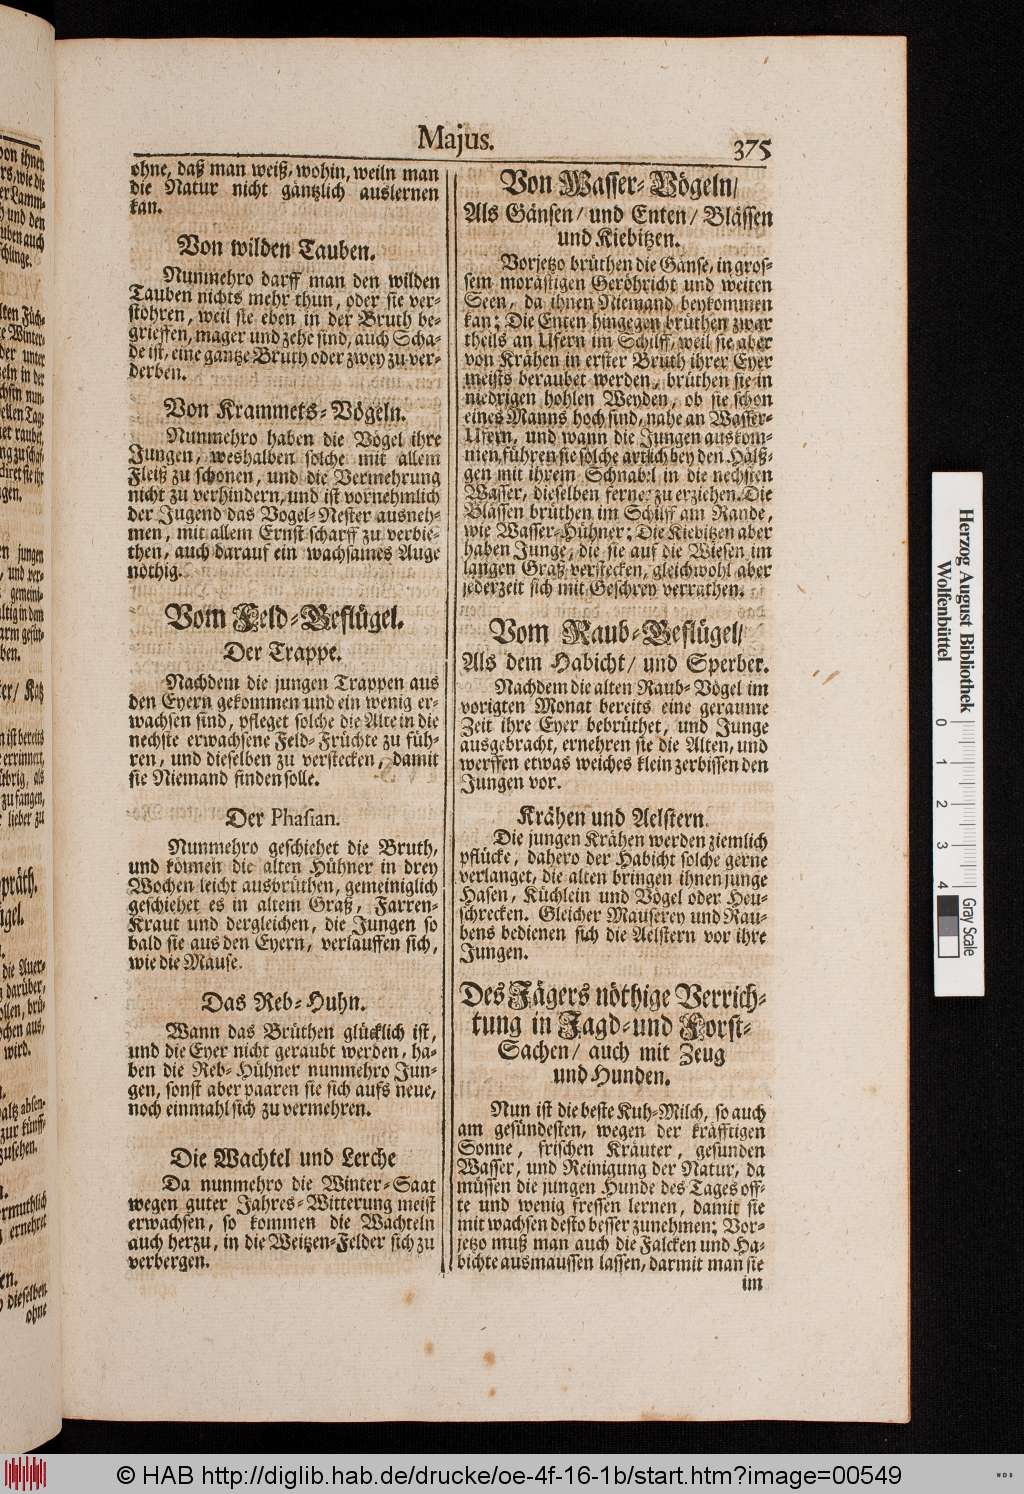 Majus.
375
ohne, daß man weiß, wohin, weiln man
die Natur nicht gäntzlich auslernen
kan.
Von wilden Tauben.
Nunmehro darff man den wilden
Tauben nichts mehr thun, oder sie ver-
stöhren, weil sie eben in der Bruth be-
grieffen, mager und zehe sind, auch Scha-
de ist, eine gantze Bruth oder zwey zu ver-
derben.
Von Krammets-Vögeln.
Nunmehro haben die Vögel ihre
Jungen, weshalben solche mit allem
Fleiß zu schonen, und die Vermehrung
nicht zu verhindern, und ist vornehmlich
der Jugend das Vogel-Nester ausneh-
men, mit allem Ernst scharff zu verbie-
then, auch darauf ein wachsames Auge
nöthig.
Vom Feld-Geflügel.
Der Trappe.
Nachdem die jungen Trappen aus
den Eyern gekommen und ein wenig er-
wachsen sind, pfleget solche die Alte in die
nechste erwachsene Feld-Früchte zu füh-
ren, und dieselben zu verstecken, damit
sie Niemand finden solle.
Der Phasian.
Nunmehro geschiehet die Bruth,
und können die alten Hühner in drey
Wochen leicht ausbrüthen, gemeiniglich
geschiehet es in altem Graß, Farren-
Kraut und dergleichen, die Jungen so
bald sie aus den Eyern, verlauffen sich,
wie die Mäuse.
Das Reb-Huhn.
Wann das Brüthen glücklich ist,
und die Eyer nicht geraubt werden, ha-
ben die Reb-Hühner nunmehro Jun-
gen, sonst aber paaren sie sich aufs neue,
noch einmahl sich zu vermehren.
Die Wachtel und Lerche
Da nunmehro die Winter-Saat
wegen guter Jahres-Witterung meist
erwachsen, so kommen die Wachteln
auch herzu, in die Weitzen-Felder sich zu
verbergen.
Von Wasser-Vögeln/
Als Gänsen/ und Enten/ Blässen
und Kiebitzen.
Vorjetzo brüthen die Gänse, in gros-
sem morastigen Geröhricht und weiten
Seen, da ihnen Niemand beykommen
kan; Die Enten hingegen brüthen zwar
theils an Ufern im Schilff, weil sie aber
von Krähen in erster Bruth ihrer Eyer
meists beraubet werden, brüthen sie in
niedrigen hohlen Weyden, ob sie schon
eines Manns hoch sind, nahe an Wasser-
Ufern, und wann die Jungen auskom-
men, führen sie solche artlich bey den Hälß-
gen mit ihrem Schnabel in die nechsten
Wasser, dieselben ferner zu erziehen. Die
Blässen brüthen im Schilff am Rande,
wie Wasser-Hühner; Die Kiebitzen aber
haben Junge, die sie auf die Wiesen im
langen Graß verstecken, gleichwohl aber
jederzeit sich mit Geschrey verrathen.
Vom Raub-Geflügel/
Als dem Habicht/ und Sperber.
Nachdem die alten Raub-Vögel im
vorigten Monat bereits eine geraume
Zeit ihre Eyer bebrüthet, und Junge
ausgebracht, ernehren sie die Alten, und
werffen etwas weiches klein zerbissen den
Jungen vor.
Krähen und Aelstern.
Die jungen Krähen werden ziemlich
pflücke, dahero der Habicht solche gerne
verlanget, die alten bringen ihnen junge
Hasen, Küchlein und Vögel oder Heu-
schrecken. Gleicher Mauserey und Rau-
bens bedienen sich die Aelstern vor ihre
Jungen.
Des Jägers nöthige Verrich-
tung in Jagd- und Forst-
Sachen/ auch mit Zeug
und Hunden.
Nun ist die beste Kuh-Milch, so auch
am gesündesten, wegen der kräfftigen
Sonne, frischen Kräuter, gesunden
Wasser, und Reinigung der Natur, da
müssen die jungen Hunde des Tages off-
te und wenig fressen lernen, damit sie
mit wachsen desto besser zunehmen; Vor-
jetzo muß man auch die Falcken und Ha-
bichte ausmaussen lassen, darmit man sie
im
Herzog August Bibliothek
Wolfenbüttel
0 1 2 3 4
Gray Scale
© HAB http://diglib.hab.de/drucke/oe-4f-16-1b/start.htm?image=00549